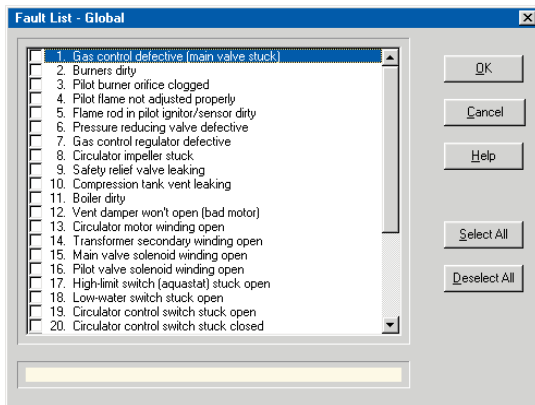 Fault List - Global
1. Gas control defective (main valve stuck)
2. Burners dirty
3. Pilot burner orifice clogged
4. Pilot flame not adjusted properly
5. Flame rod in pilot ignitor/sensor dirty
6. Pressure reducing valve defective
7. Gas control regulator defective
8. Circulator impeller stuck
9. Safety relief valve leaking
10. Compression tank vent leaking
11. Boiler dirty
12. Vent damper won't open (bad motor)
13. Circulator motor winding open
14. Transformer secondary winding open
15. Main valve solenoid winding open
16. Pilot valve solenoid winding open
17. High-limit switch (aquastat) stuck open
18. Low-water switch stuck open
19. Circulator control switch stuck open
20. Circulator control switch stuck closed
OK
Cancel
Help
Select All
Deselect All